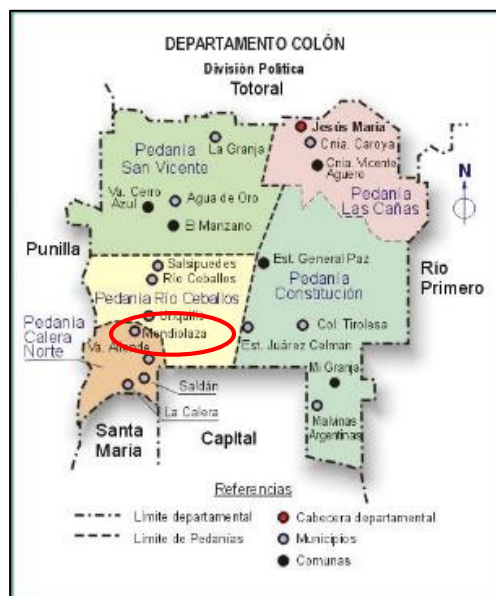 DEPARTAMENTO COLÓN
División Política
Totoral
Jesús María
Cnia. Caroya
Cnia. Vicente
Aguero
Pedanía
Las Cañas
Pedanía
San Vicente
La Granja
Va. Cerro
Azul
Agua de Oro
El Manzano
N
Punilla
Salsipuedes
Río Ceballos
Pedanía Río Ceballos
Unquillo
Mendiolaza
Est. General Paz
Pedanía
Constitución
Río
Primero
Pedanía
Calera
Norte
Va. Allende
Est. Juárez Celman
Col. Tirolesa
Mi Granja
Saldán
La Calera
Malvinas
Argentinas
Santa
María
Capital
Referencias
Límite departamental
Cabecera departamental
Límite de Pedanías
Municipios
Comunas